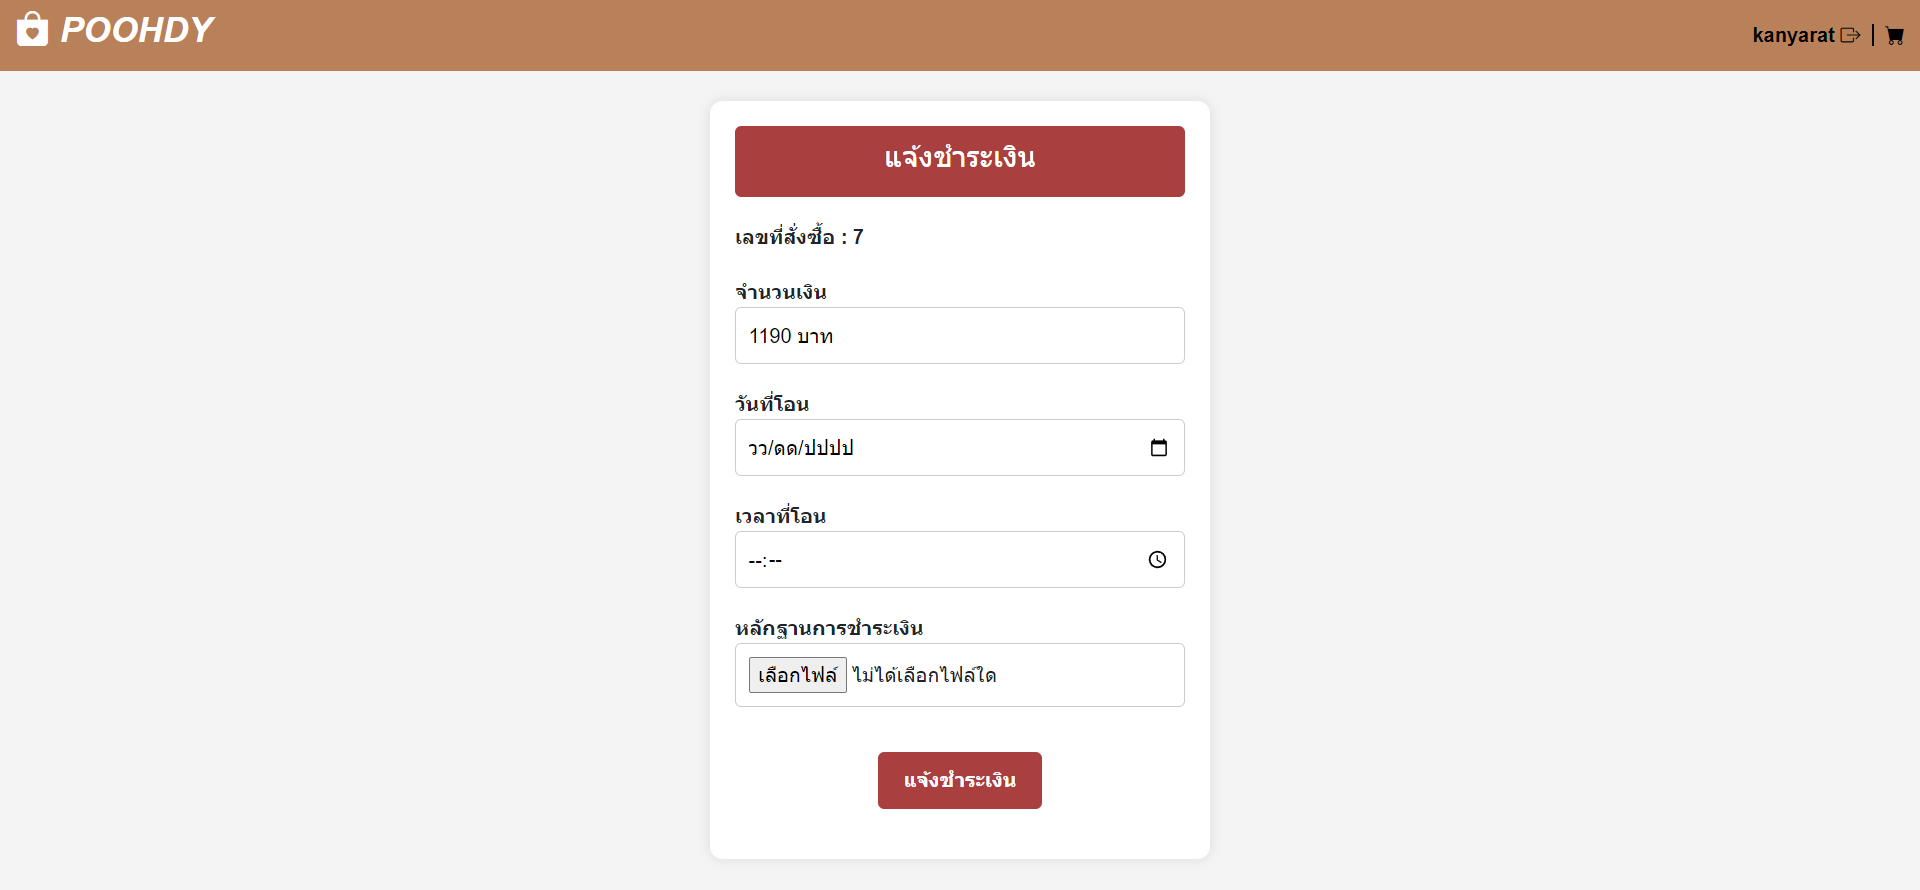 POOHDY
kanyarat
แจ้งชำระเงิน
เลขที่สั่งซื้อ : 7
จำนวนเงิน
1190 บาท
วันที่โอน
วว/ดด/ปปปป
เวลาที่โอน
--:--
หลักฐานการชำระเงิน
เลือกไฟล์ ไม่ได้เลือกไฟล์ใด
แจ้งชำระเงิน